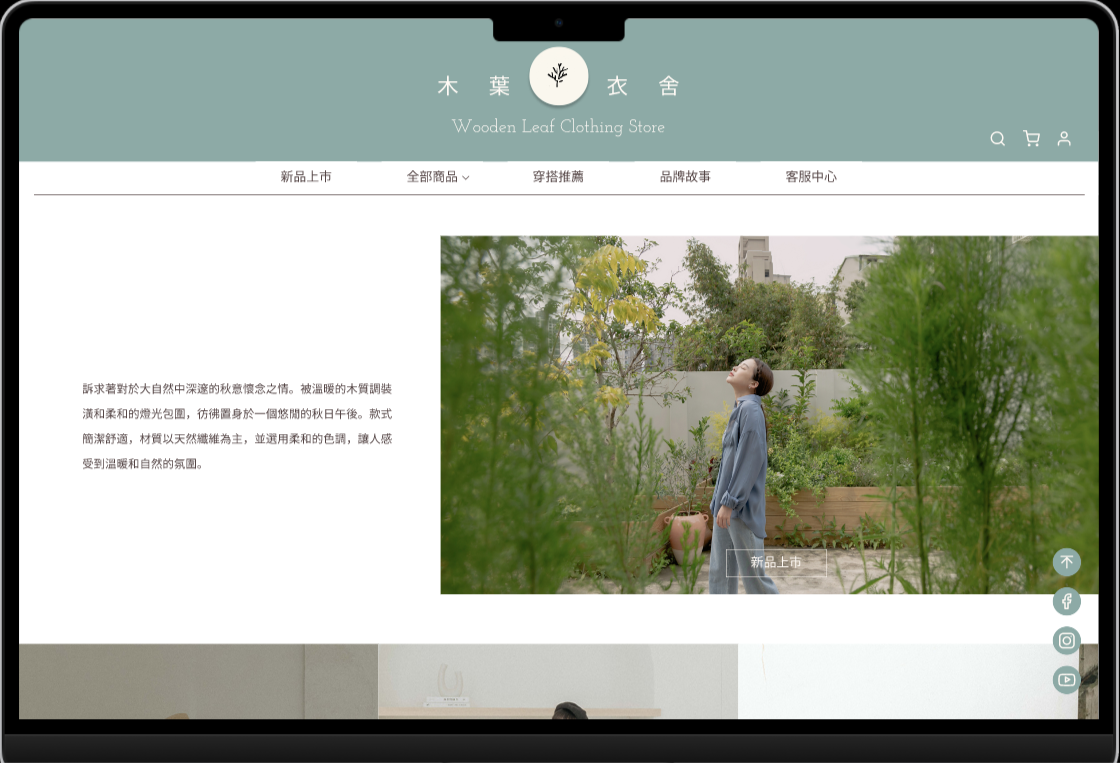 木葉衣舍
Wooden Leaf Clothing Store
新品上市 全部商品 穿搭推薦 品牌故事 客服中心
訴求著對於大自然中深邃的秋意懷念之情。被溫暖的木質調裝
潢和柔和的燈光包圍，彷彿置身於一個悠閒的秋日午後。款式
簡潔舒適，材質以天然纖維為主，並選用柔和的色調，讓人感
受到溫暖和自然的氛圍。
新品上市